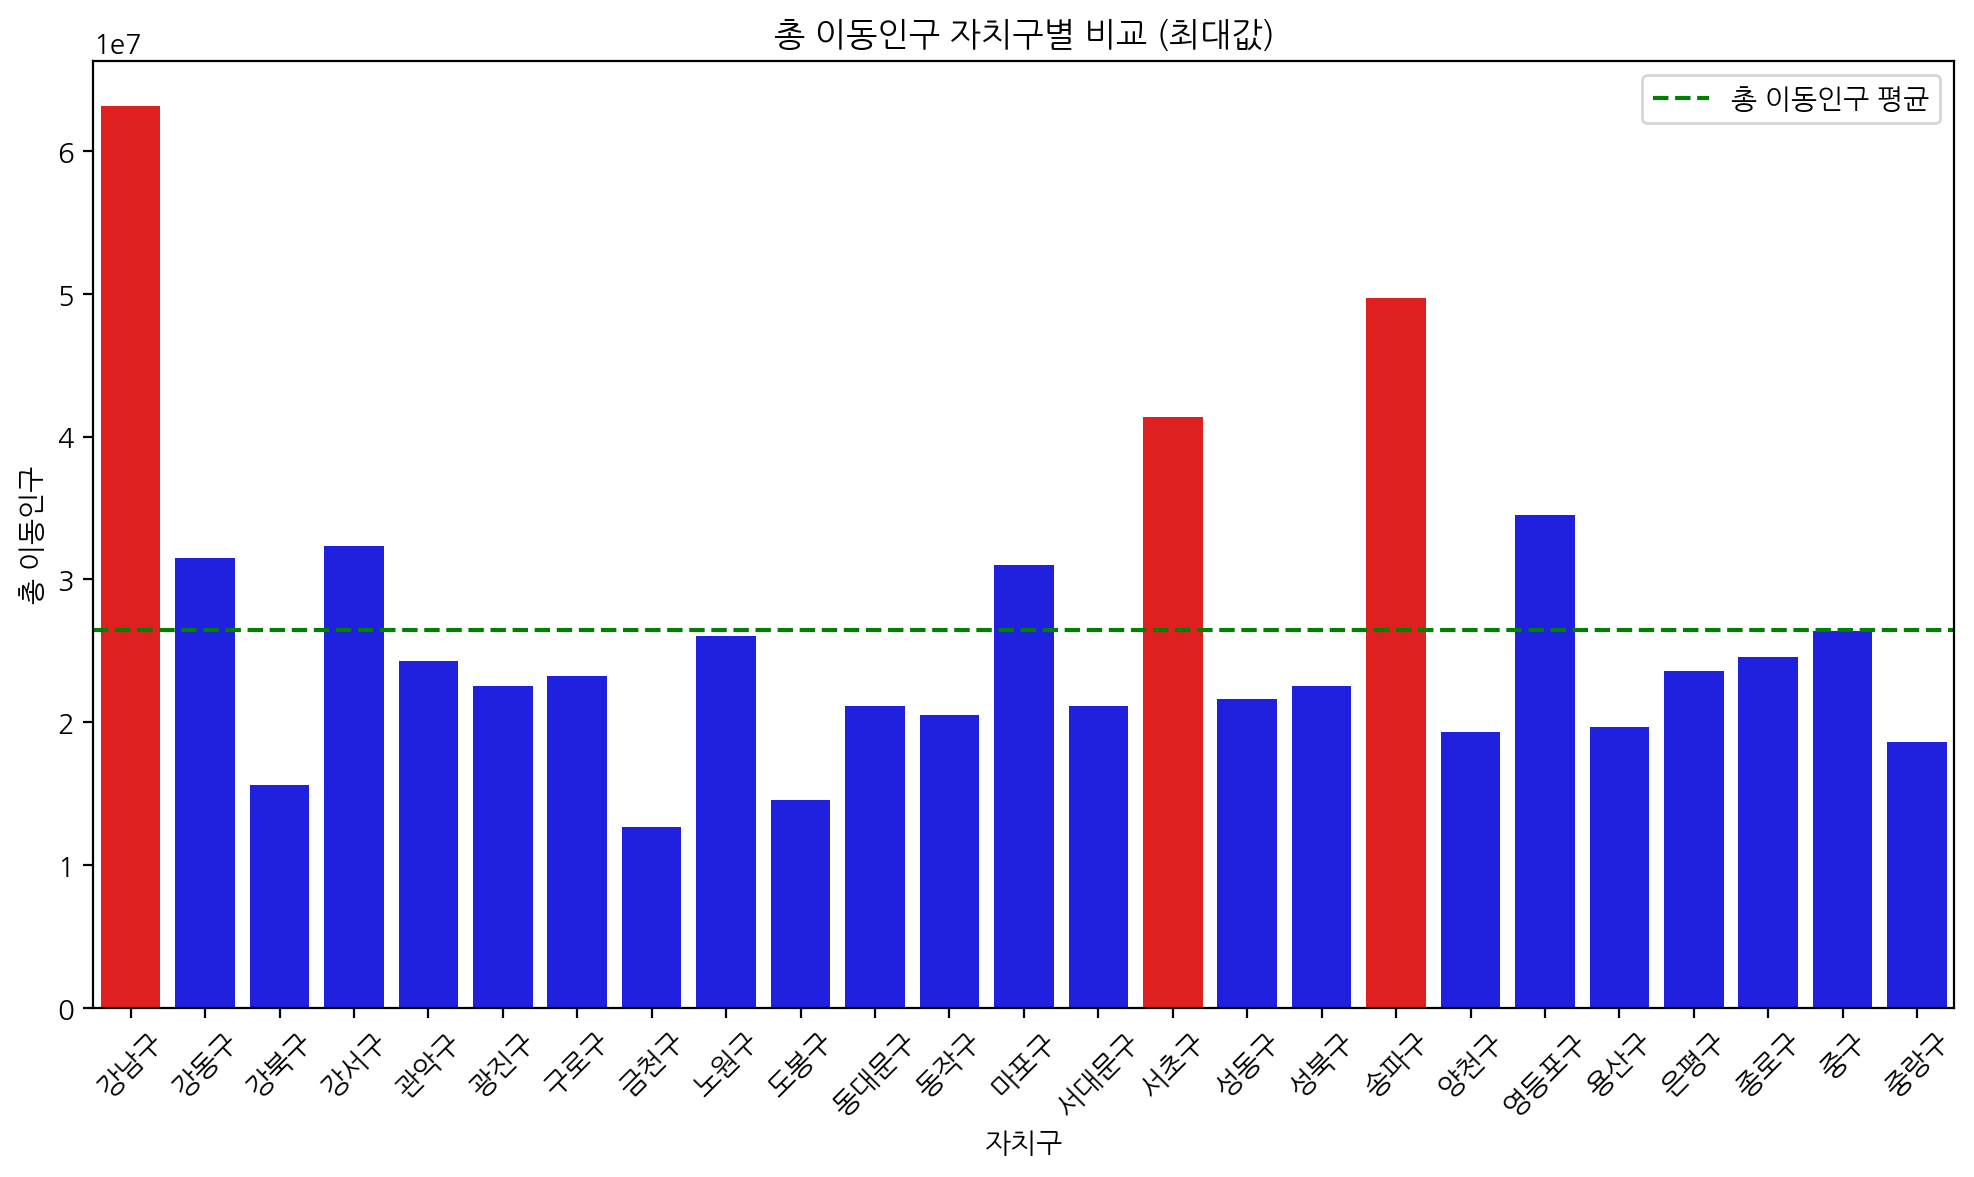 총 이동인구 자치구별 비교 (최대값)
1e7
총 이동인구 평균
6
5
4
3
2
1
0
총 이동인구
강남구
강동구
강북구
강서구
관악구
광진구
구로구
금천구
노원구
도봉구
동대문구
동작구
마포구
서대문구
서초구
성동구
성북구
송파구
양천구
영등포구
용산구
은평구
종로구
중구
중랑구
자치구